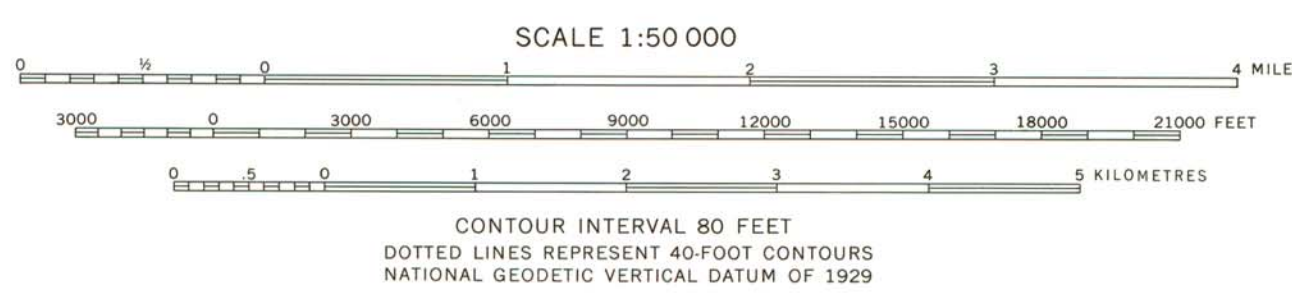 SCALE 1:50 000
0 ½ 0 1 2 3 4 MILE
3000 0 3000 6000 9000 12000 15000 18000 21000 FEET
0 .5 0 1 2 3 4 5 KILOMETRES
CONTOUR INTERVAL 80 FEET
DOTTED LINES REPRESENT 40-FOOT CONTOURS
NATIONAL GEODETIC VERTICAL DATUM OF 1929